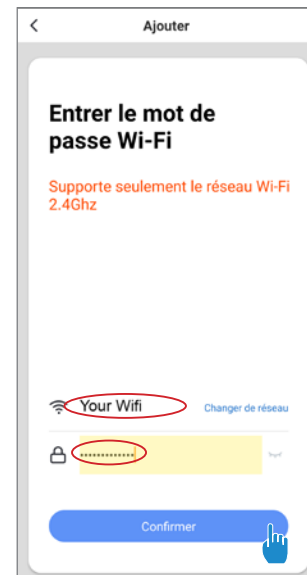 Ajouter
Entrer le mot de
passe Wi-Fi
Supporte seulement le réseau Wi-Fi
2.4Ghz
Your Wifi
Changer de réseau
•••••••••••••
Confirmer